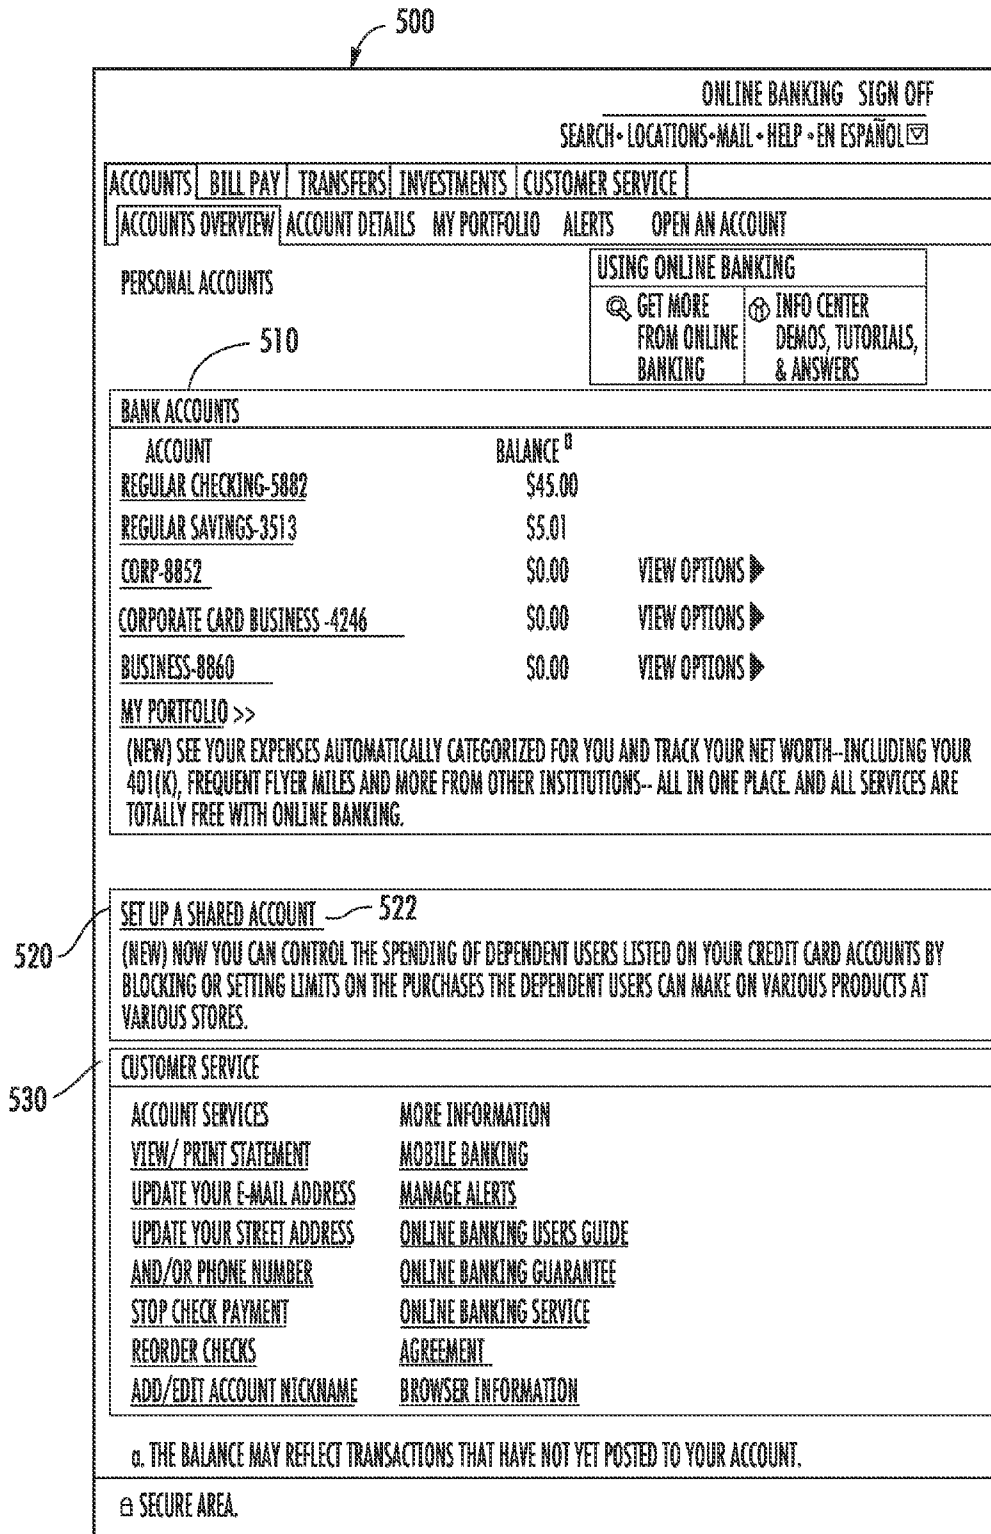 500
ONLINE BANKING SIGN OFF
SEARCH • LOCATIONS • MAIL • HELP • EN ESPAÑOL
ACCOUNTS BILL PAY TRANSFERS INVESTMENTS CUSTOMER SERVICE
ACCOUNTS OVERVIEW ACCOUNT DETAILS MY PORTFOLIO ALERTS OPEN AN ACCOUNT
PERSONAL ACCOUNTS
USING ONLINE BANKING
GET MORE
FROM ONLINE
BANKING
INFO CENTER
DEMOS, TUTORIALS,
& ANSWERS
510
BANK ACCOUNTS
ACCOUNT BALANCE a
REGULAR CHECKING-5882 $45.00
REGULAR SAVINGS-3513 $5.01
CORP-8852 $0.00 VIEW OPTIONS
CORPORATE CARD BUSINESS -4246 $0.00 VIEW OPTIONS
BUSINESS-8860 $0.00 VIEW OPTIONS
MY PORTFOLIO >>
(NEW) SEE YOUR EXPENSES AUTOMATICALLY CATEGORIZED FOR YOU AND TRACK YOUR NET WORTH--INCLUDING YOUR
401(K), FREQUENT FLYER MILES AND MORE FROM OTHER INSTITUTIONS-- ALL IN ONE PLACE. AND ALL SERVICES ARE
TOTALLY FREE WITH ONLINE BANKING.
520
SET UP A SHARED ACCOUNT 522
(NEW) NOW YOU CAN CONTROL THE SPENDING OF DEPENDENT USERS LISTED ON YOUR CREDIT CARD ACCOUNTS BY
BLOCKING OR SETTING LIMITS ON THE PURCHASES THE DEPENDENT USERS CAN MAKE ON VARIOUS PRODUCTS AT
VARIOUS STORES.
530
CUSTOMER SERVICE
ACCOUNT SERVICES MORE INFORMATION
VIEW/ PRINT STATEMENT MOBILE BANKING
UPDATE YOUR E-MAIL ADDRESS MANAGE ALERTS
UPDATE YOUR STREET ADDRESS ONLINE BANKING USERS GUIDE
AND/OR PHONE NUMBER ONLINE BANKING GUARANTEE
STOP CHECK PAYMENT ONLINE BANKING SERVICE
REORDER CHECKS AGREEMENT
ADD/EDIT ACCOUNT NICKNAME BROWSER INFORMATION
a. THE BALANCE MAY REFLECT TRANSACTIONS THAT HAVE NOT YET POSTED TO YOUR ACCOUNT.
SECURE AREA.